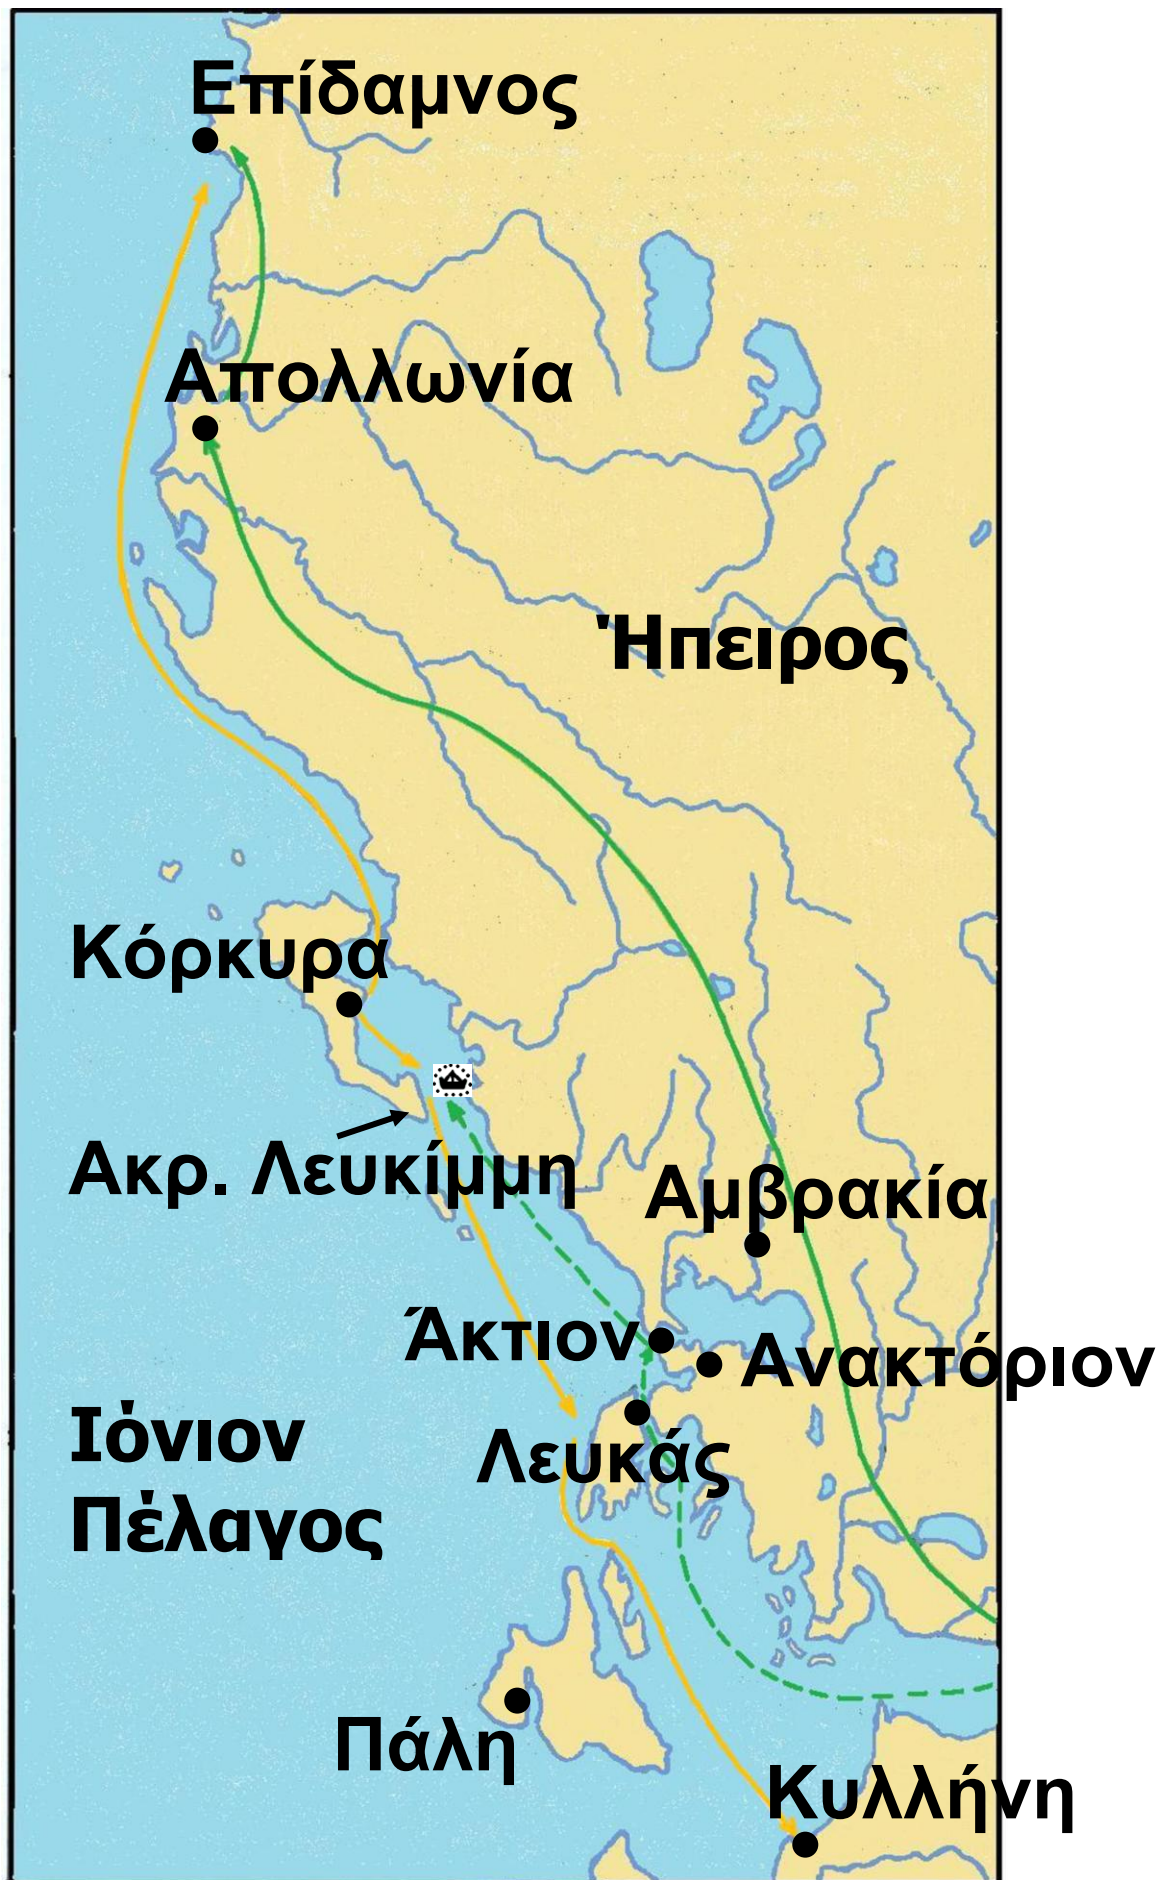 Επίδαμνος
Απολλωνία
Ήπειρος
Κόρκυρα
Ακρ. Λευκίμμη
Αμβρακία
Άκτιον
Ανακτόριον
Λευκάς
Ιόνιον
Πέλαγος
Πάλη
Κυλλήνη